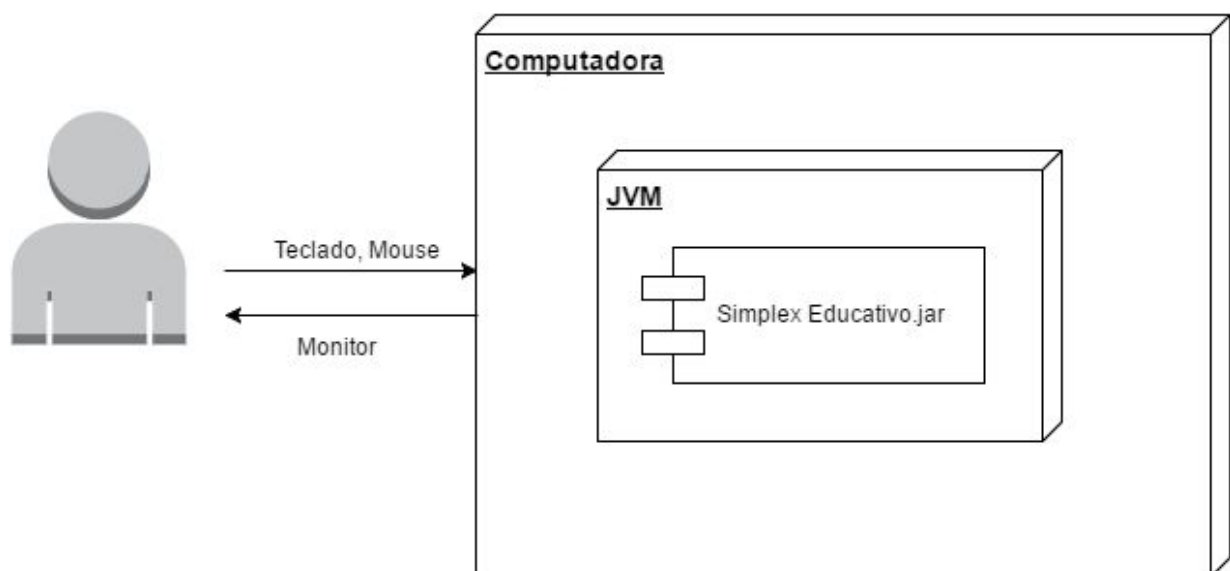 Computadora
JVM
Teclado, Mouse
Simplex Educativo.jar
Monitor